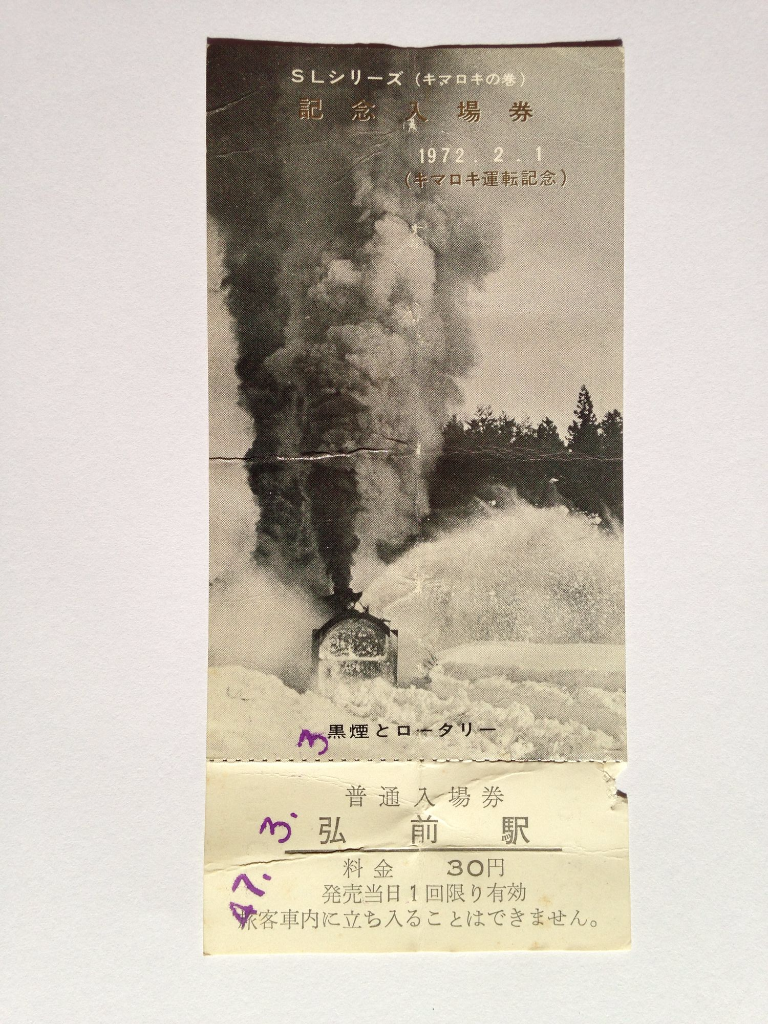 SLシリーズ（キマロキの巻）
記念入場券
1972.2.1
（キマロキ運転記念）
黒煙とロータリー
普通入場券
弘前駅
料金 30円
発売当日1回限り有効
旅客車内に立ち入ることはできません。
47. 3. 3